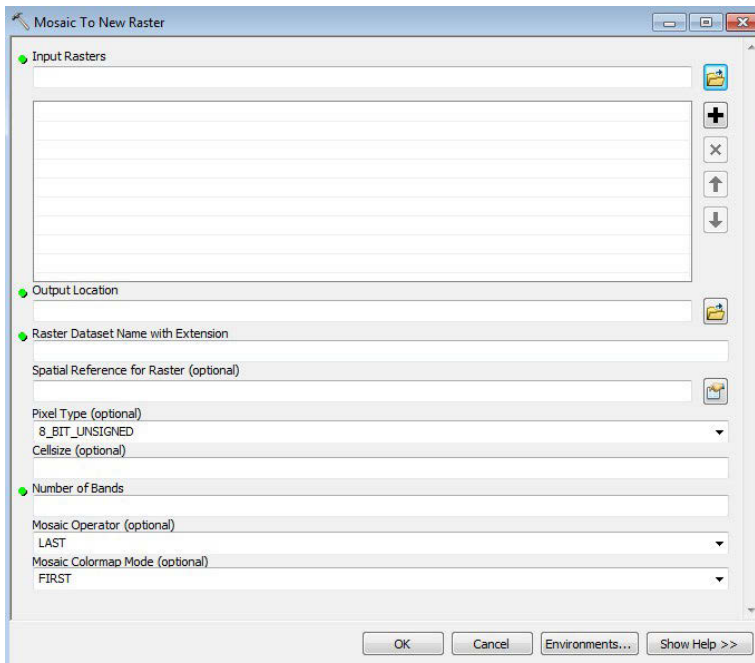 Mosaic To New Raster
Input Rasters
Output Location
Raster Dataset Name with Extension
Spatial Reference for Raster (optional)
Pixel Type (optional)
8_BIT_UNSIGNED
Cellsize (optional)
Number of Bands
Mosaic Operator (optional)
LAST
Mosaic Colormap Mode (optional)
FIRST
OK Cancel Environments... Show Help >>